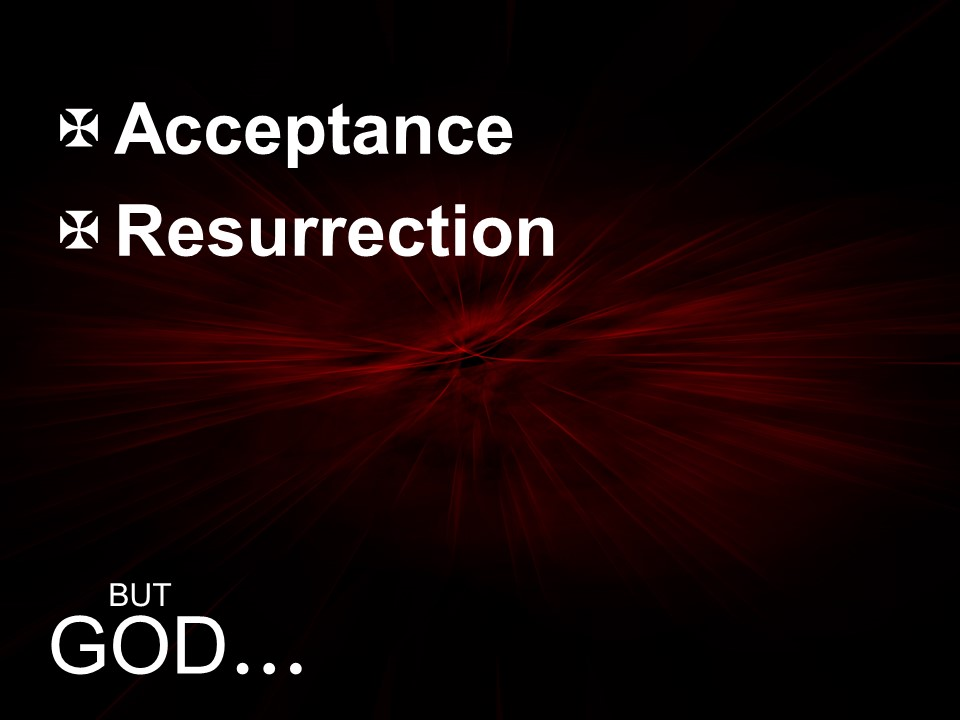 ✠ Acceptance
✠ Resurrection
BUT
GOD…